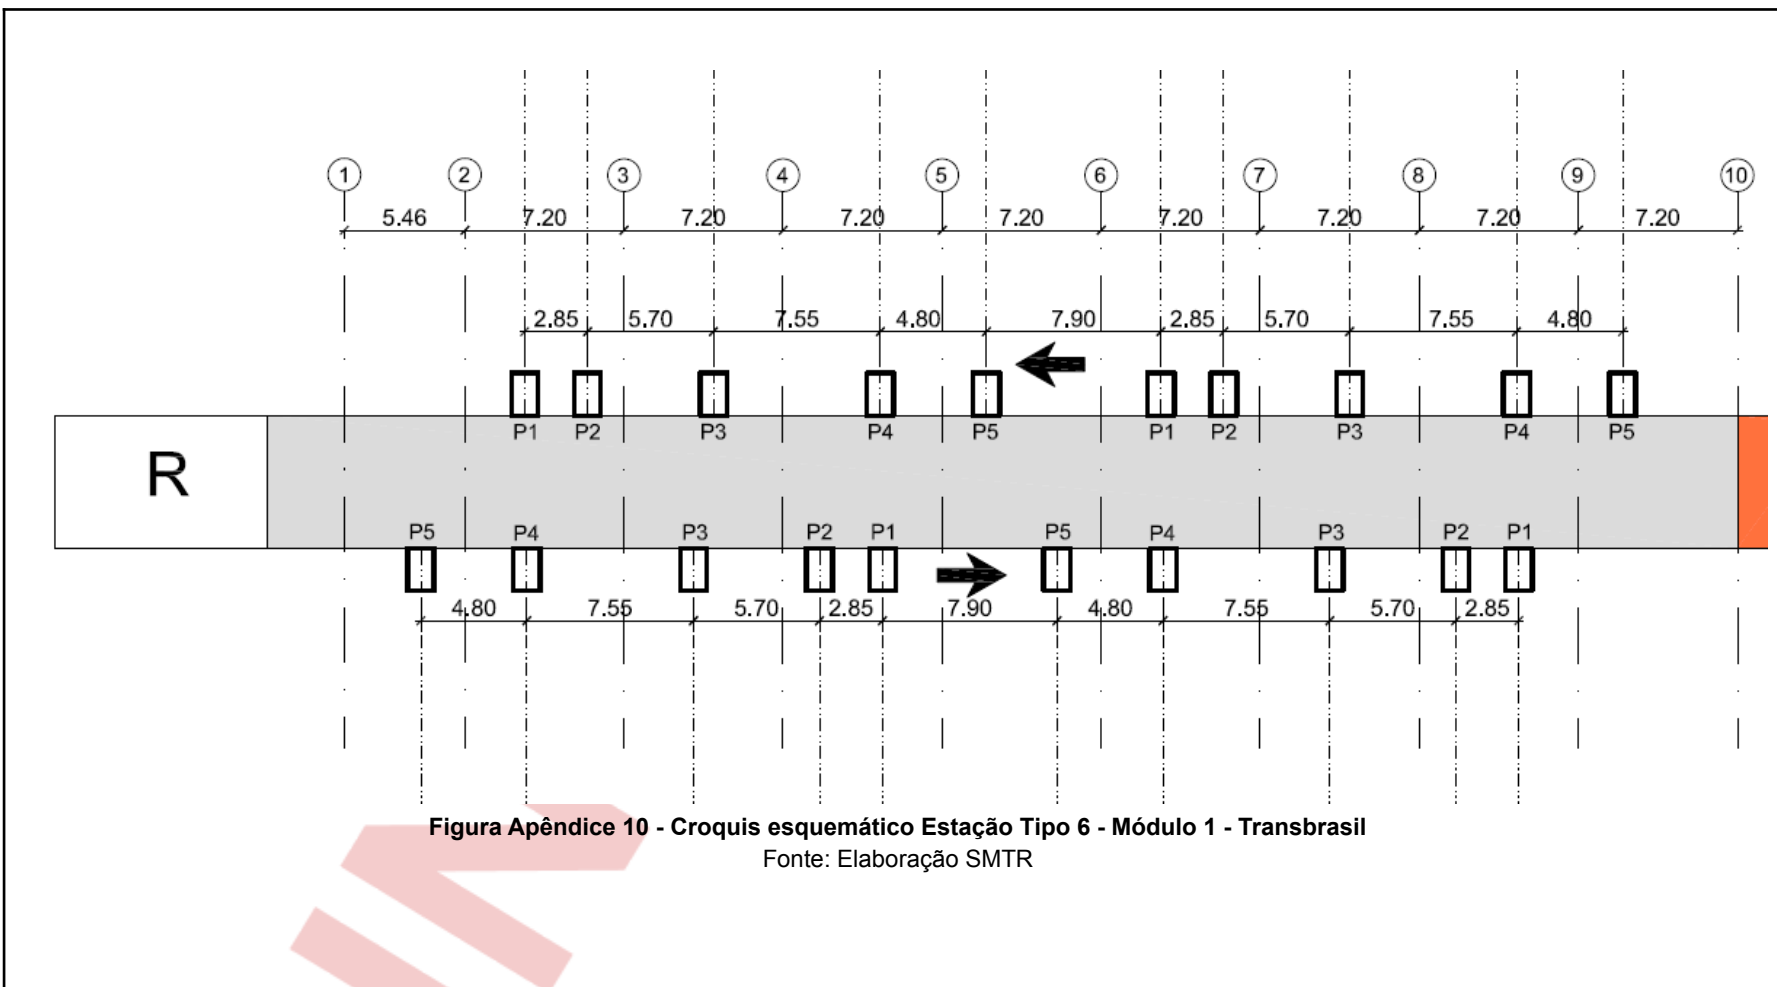 1 2 3 4 5 6 7 8 9 10
5.46 7.20 7.20 7.20 7.20 7.20 7.20 7.20 7.20
2.85 5.70 7.55 4.80 7.90 2.85 5.70 7.55 4.80
P1 P2 P3 P4 P5 P1 P2 P3 P4 P5
R
P5 P4 P3 P2 P1 P5 P4 P3 P2 P1
4.80 7.55 5.70 2.85 7.90 4.80 7.55 5.70 2.85
Figura Apêndice 10 - Croquis esquemático Estação Tipo 6 - Módulo 1 - Transbrasil
Fonte: Elaboração SMTR